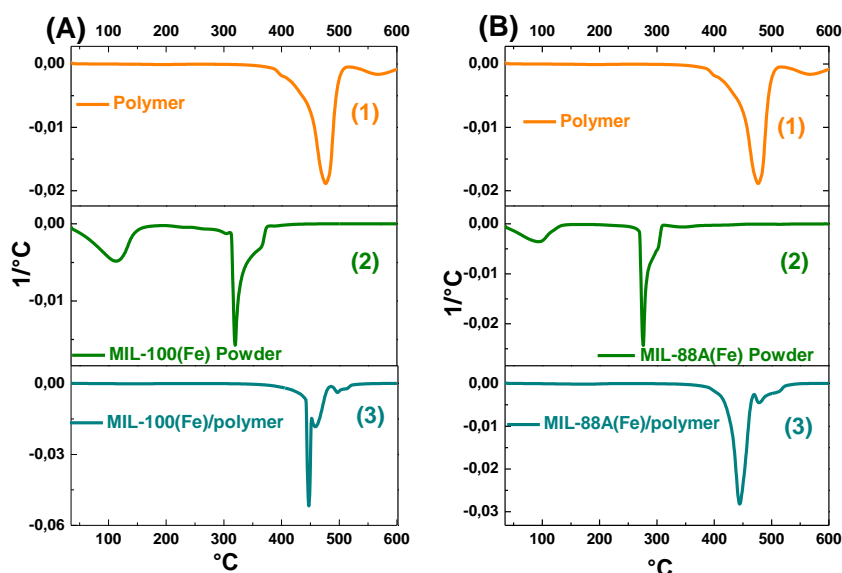 (A)
100 200 300 400 500 600
0,00
-0,01
-0,02
Polymer
(1)
0,00
-0,01
MIL-100(Fe) Powder
(2)
1/°C
0,00
-0,03
-0,06
MIL-100(Fe)/polymer
(3)
100 200 300 400 500 600
°C
(B)
100 200 300 400 500 600
0,00
-0,01
-0,02
Polymer
(1)
0,00
-0,01
-0,02
MIL-88A(Fe) Powder
(2)
1/°C
0,00
-0,01
-0,02
-0,03
MIL-88A(Fe)/polymer
(3)
100 200 300 400 500 600
°C